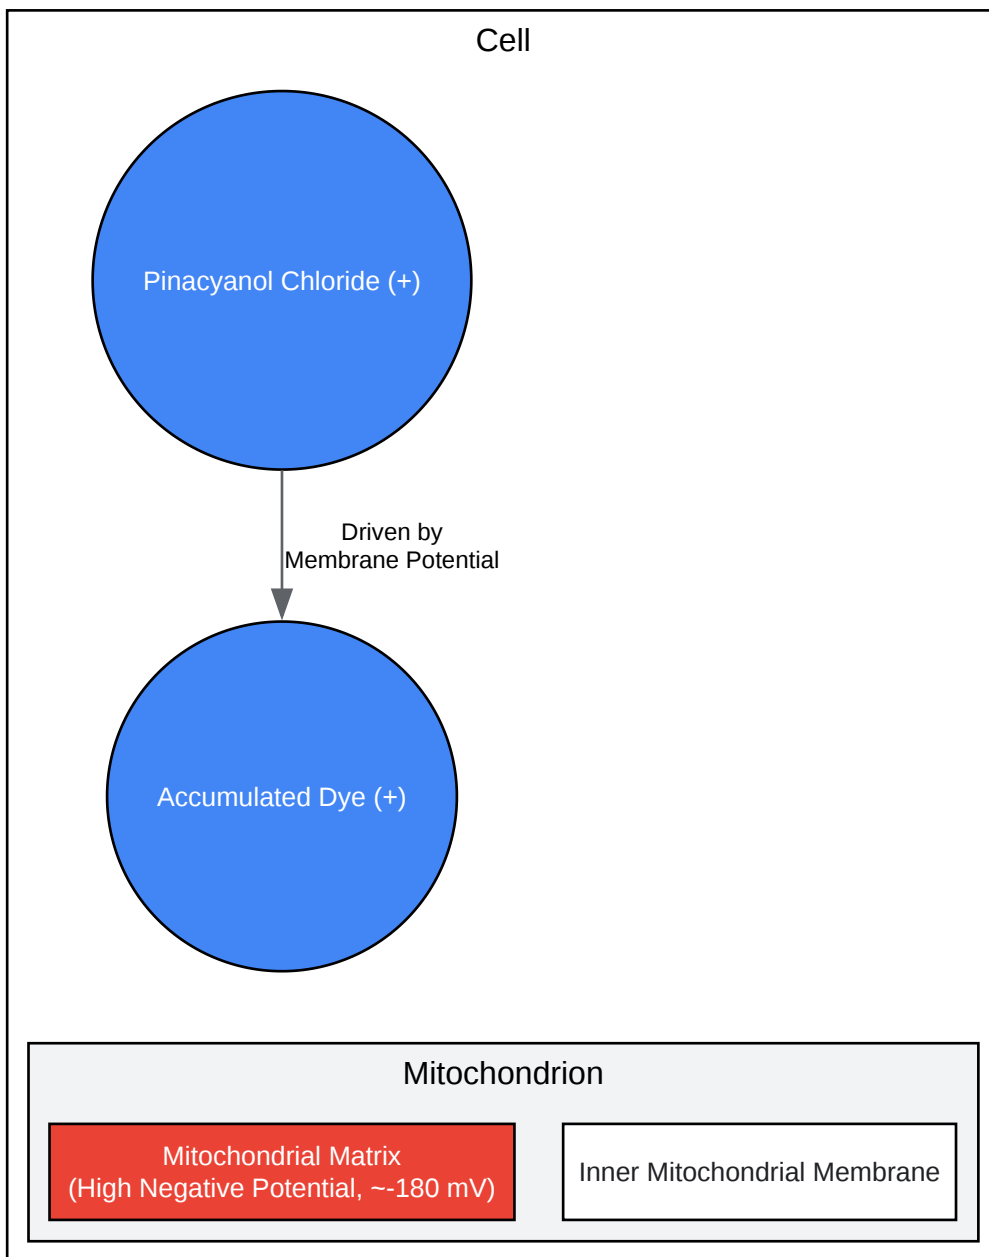 Cell
Pinacyanol Chloride (+)
Driven by
Membrane Potential
Accumulated Dye (+)
Mitochondrion
Mitochondrial Matrix
(High Negative Potential, ~-180 mV)
Inner Mitochondrial Membrane